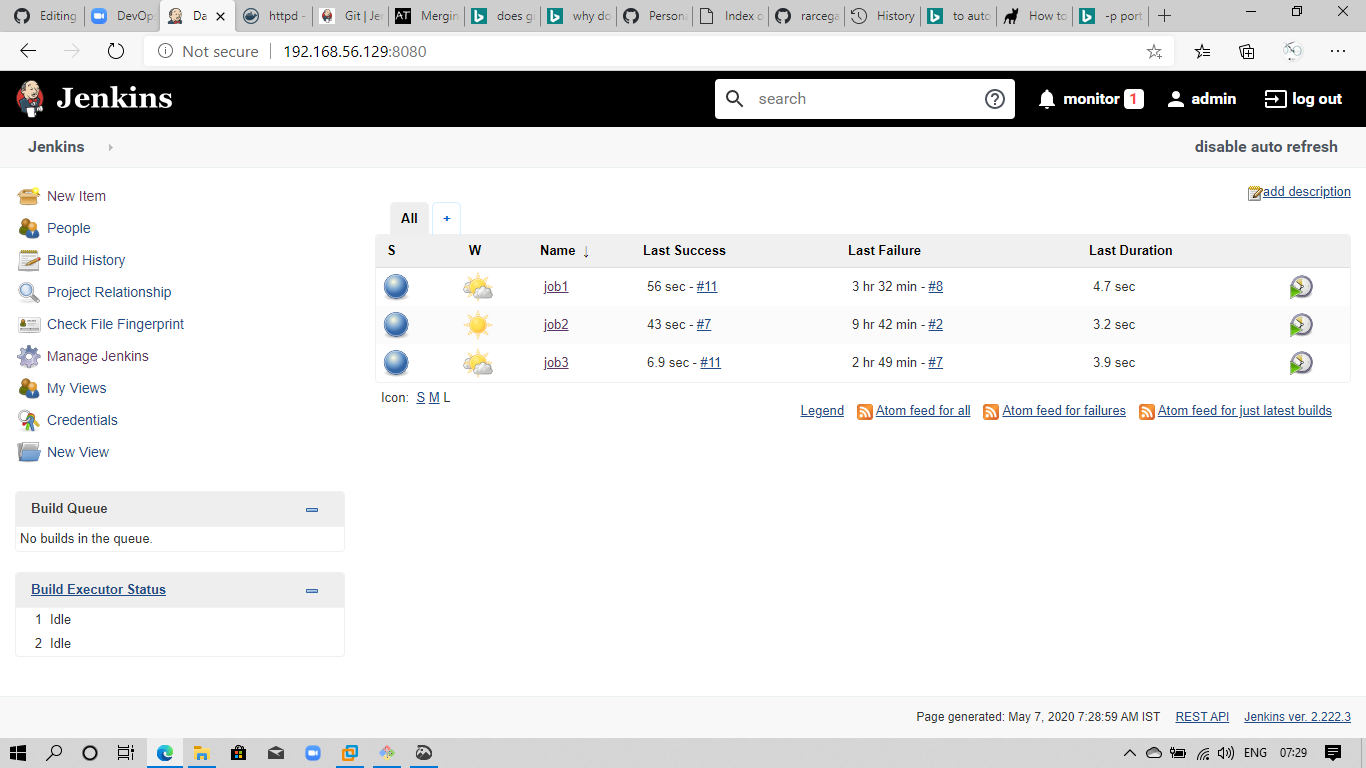 Editing
DevOp
Da
httpd -
Git | Jer
AT Mergin
does g
why do
Persona
Index o
rarcega
History
to auto
How to
-p port
Not secure | 192.168.56.129:8080
Jenkins
search
monitor 1
admin
log out
Jenkins
disable auto refresh
New Item
People
Build History
Project Relationship
Check File Fingerprint
Manage Jenkins
My Views
Credentials
New View
add description
All +
S W Name ↓ Last Success Last Failure Last Duration
job1 56 sec - #11 3 hr 32 min - #8 4.7 sec
job2 43 sec - #7 9 hr 42 min - #2 3.2 sec
job3 6.9 sec - #11 2 hr 49 min - #7 3.9 sec
Icon: S M L
Legend Atom feed for all Atom feed for failures Atom feed for just latest builds
Build Queue
No builds in the queue.
Build Executor Status
1 Idle
2 Idle
Page generated: May 7, 2020 7:28:59 AM IST REST API Jenkins ver. 2.222.3
ENG 07:29